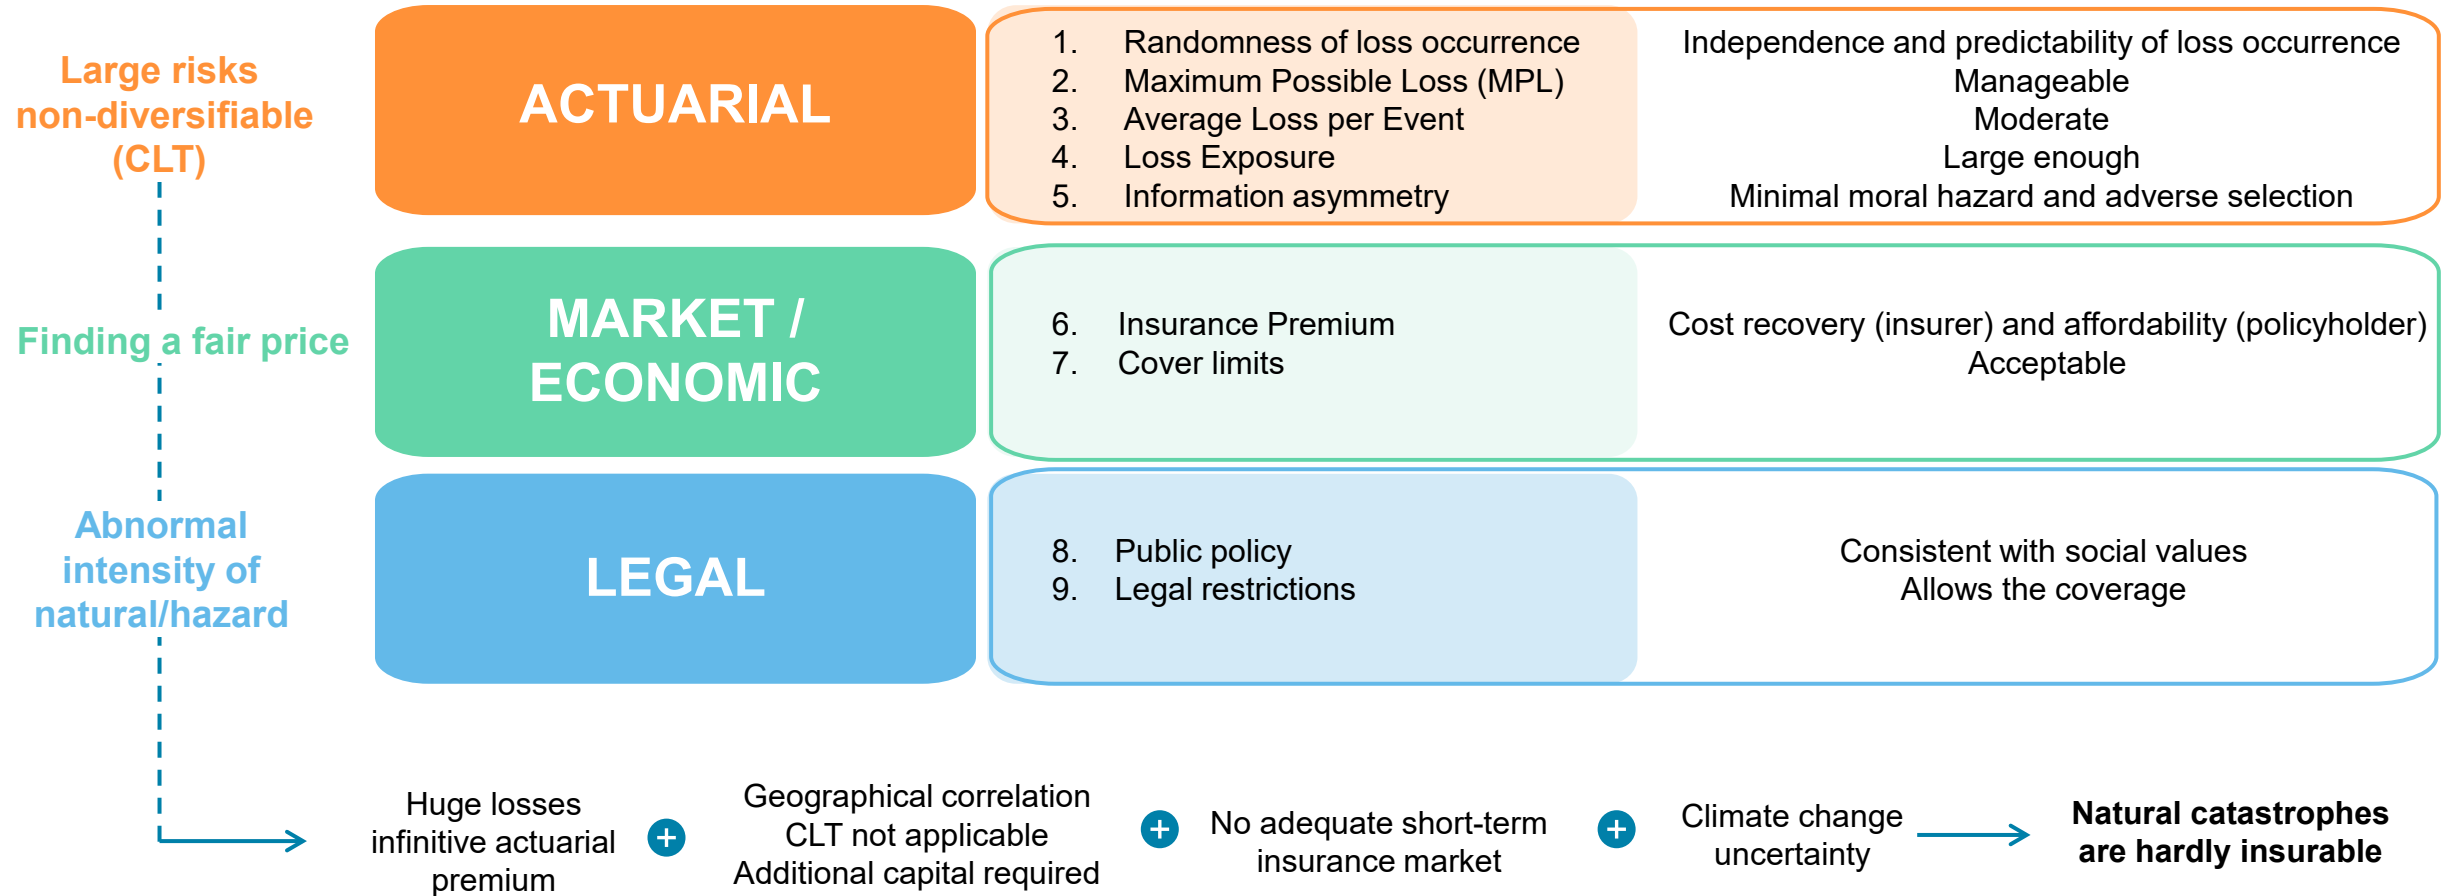 Large risks
non-diversifiable
(CLT)
ACTUARIAL
1. Randomness of loss occurrence Independence and predictability of loss occurrence
2. Maximum Possible Loss (MPL) Manageable
3. Average Loss per Event Moderate
4. Loss Exposure Large enough
5. Information asymmetry Minimal moral hazard and adverse selection
Finding a fair price
MARKET /
ECONOMIC
6. Insurance Premium Cost recovery (insurer) and affordability (policyholder)
7. Cover limits Acceptable
Abnormal
intensity of
natural/hazard
LEGAL
8. Public policy Consistent with social values
9. Legal restrictions Allows the coverage
Huge losses
infinitive actuarial
premium
+
Geographical correlation
CLT not applicable
Additional capital required
+
No adequate short-term
insurance market
+
Climate change
uncertainty
Natural catastrophes
are hardly insurable